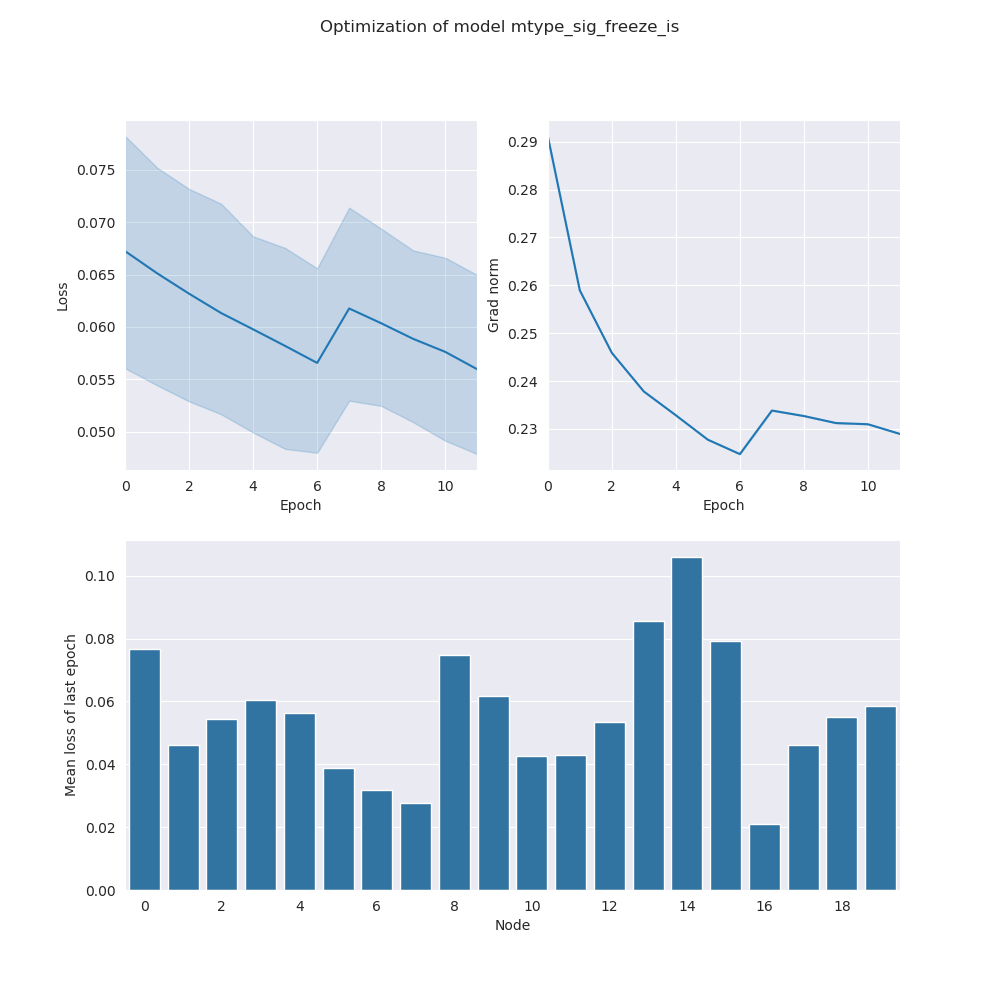 Optimization of model mtype_sig_freeze_is
0.075
0.070
0.065
0.060
0.055
0.050
Loss
0 2 4 6 8 10
Epoch
0.29
0.28
0.27
0.26
0.25
0.24
0.23
Grad norm
0 2 4 6 8 10
Epoch
0.10
0.08
0.06
0.04
0.02
0.00
Mean loss of last epoch
0 2 4 6 8 10 12 14 16 18
Node